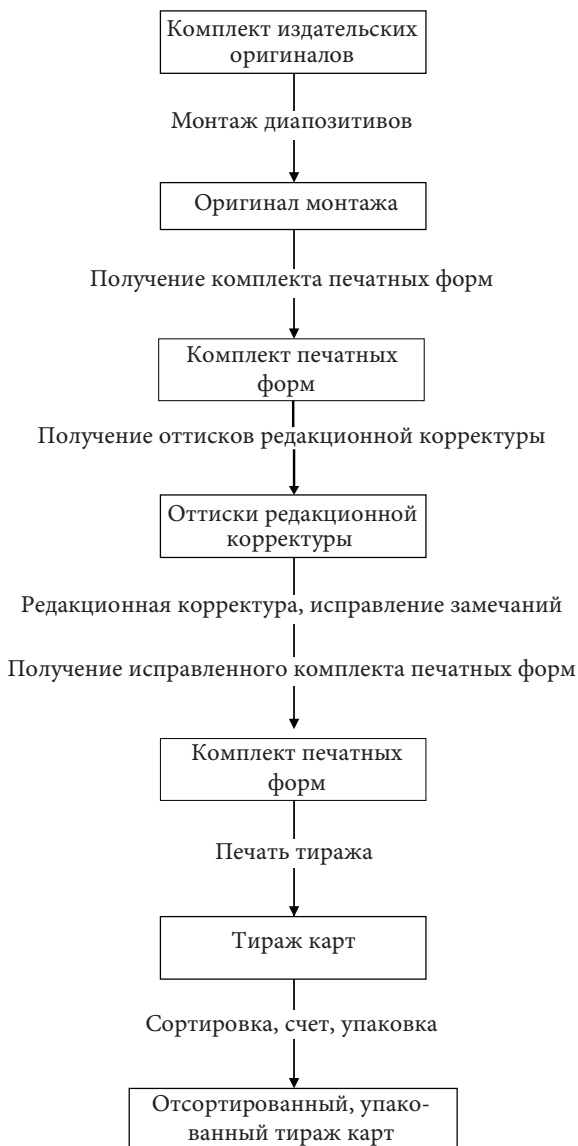 Комплект издательских
оригиналов
Монтаж диапозитивов
Оригинал монтажа
Получение комплекта печатных форм
Комплект печатных
форм
Получение оттисков редакционной корректуры
Оттиски редакционной
корректуры
Редакционная корректура, исправление замечаний
Получение исправленного комплекта печатных форм
Комплект печатных
форм
Печать тиража
Тираж карт
Сортировка, счет, упаковка
Отсортированный, упако-
ванный тираж карт